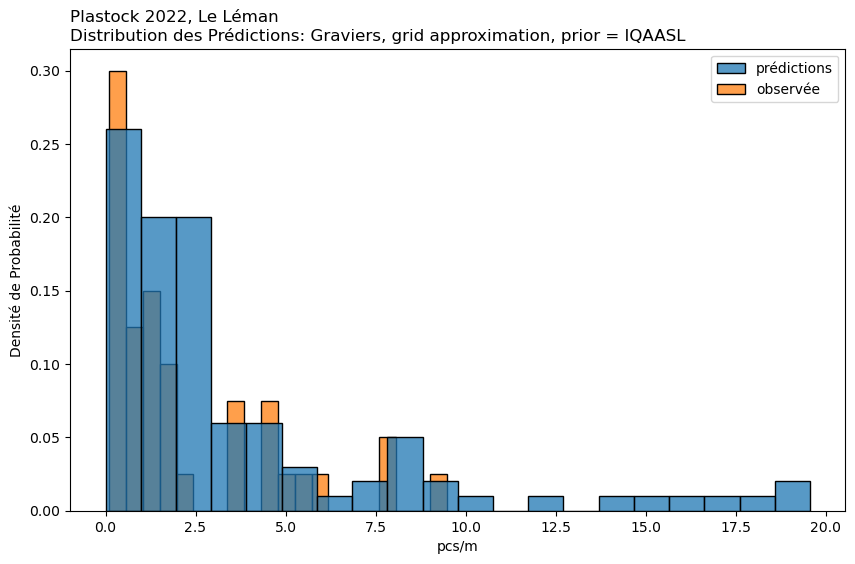 Plastock 2022, Le Léman
Distribution des Prédictions: Graviers, grid approximation, prior = IQAASL
prédictions
observée
Densité de Probabilité
0.30
0.25
0.20
0.15
0.10
0.05
0.00
0.0
2.5
5.0
7.5
10.0
12.5
15.0
17.5
20.0
pcs/m